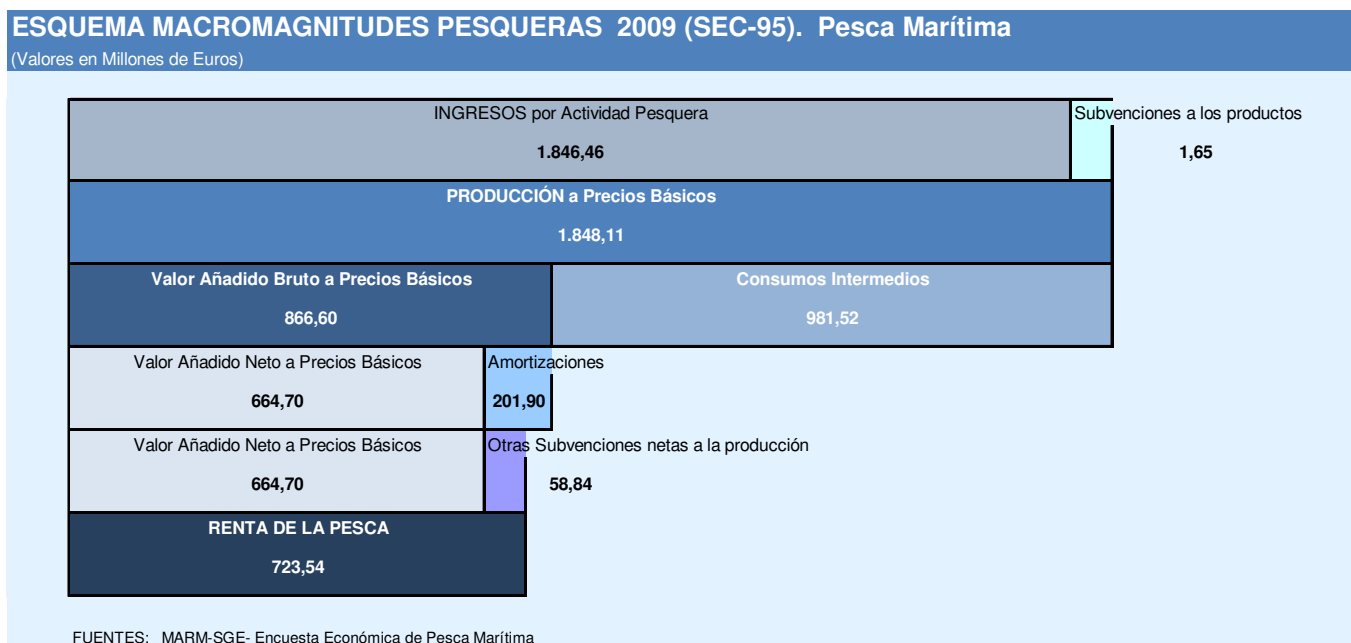 ESQUEMA MACROMAGNITUDES PESQUERAS 2009 (SEC-95). Pesca Marítima
(Valores en Millones de Euros)
INGRESOS por Actividad Pesquera
1.846,46
Subvenciones a los productos
1,65
PRODUCCIÓN a Precios Básicos
1.848,11
Valor Añadido Bruto a Precios Básicos
866,60
Consumos Intermedios
981,52
Valor Añadido Neto a Precios Básicos
664,70
Amortizaciones
201,90
Valor Añadido Neto a Precios Básicos
664,70
Otras Subvenciones netas a la producción
58,84
RENTA DE LA PESCA
723,54
FUENTES: MARM-SGE- Encuesta Económica de Pesca Marítima